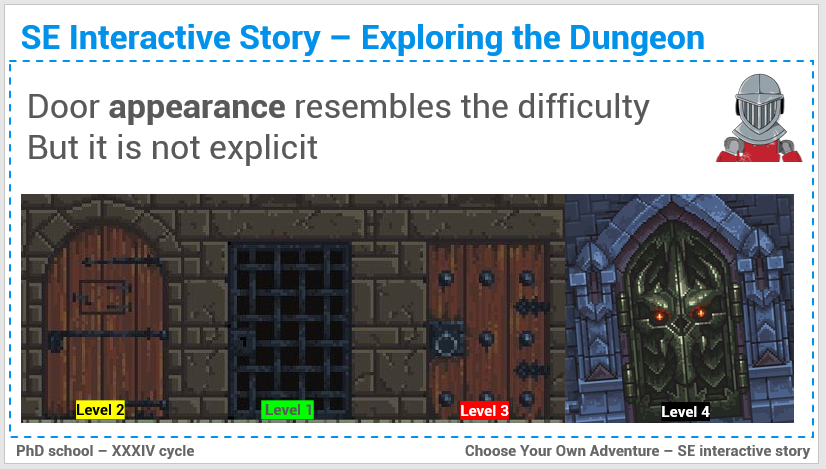 SE Interactive Story – Exploring the Dungeon
Door appearance resembles the difficulty
But it is not explicit
Level 2
Level 1
Level 3
Level 4
PhD school – XXXIV cycle
Choose Your Own Adventure – SE interactive story